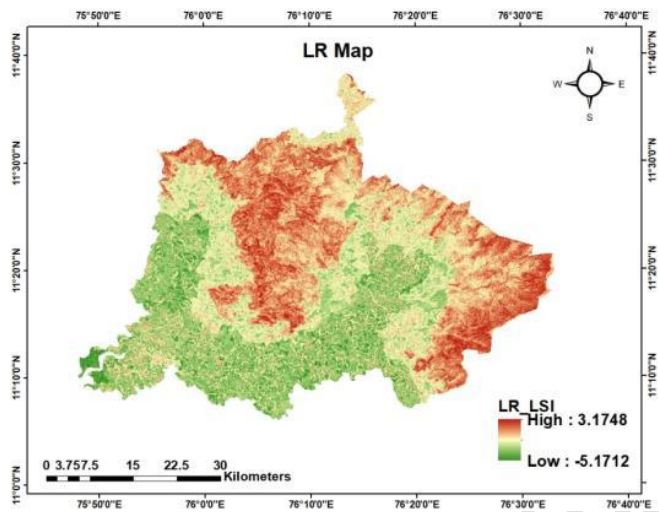 75°50'0"E 76°0'0"E 76°10'0"E 76°20'0"E 76°30'0"E 76°40'0"E
LR Map
N
W E
S
11°40'0"N 11°40'0"N
11°30'0"N 11°30'0"N
11°20'0"N 11°20'0"N
11°10'0"N 11°10'0"N
11°0'0"N 11°0'0"N
LR_LSI
High : 3.1748
Low : -5.1712
0 3.75 7.5 15 22.5 30
Kilometers
75°50'0"E 76°0'0"E 76°10'0"E 76°20'0"E 76°30'0"E 76°40'0"E